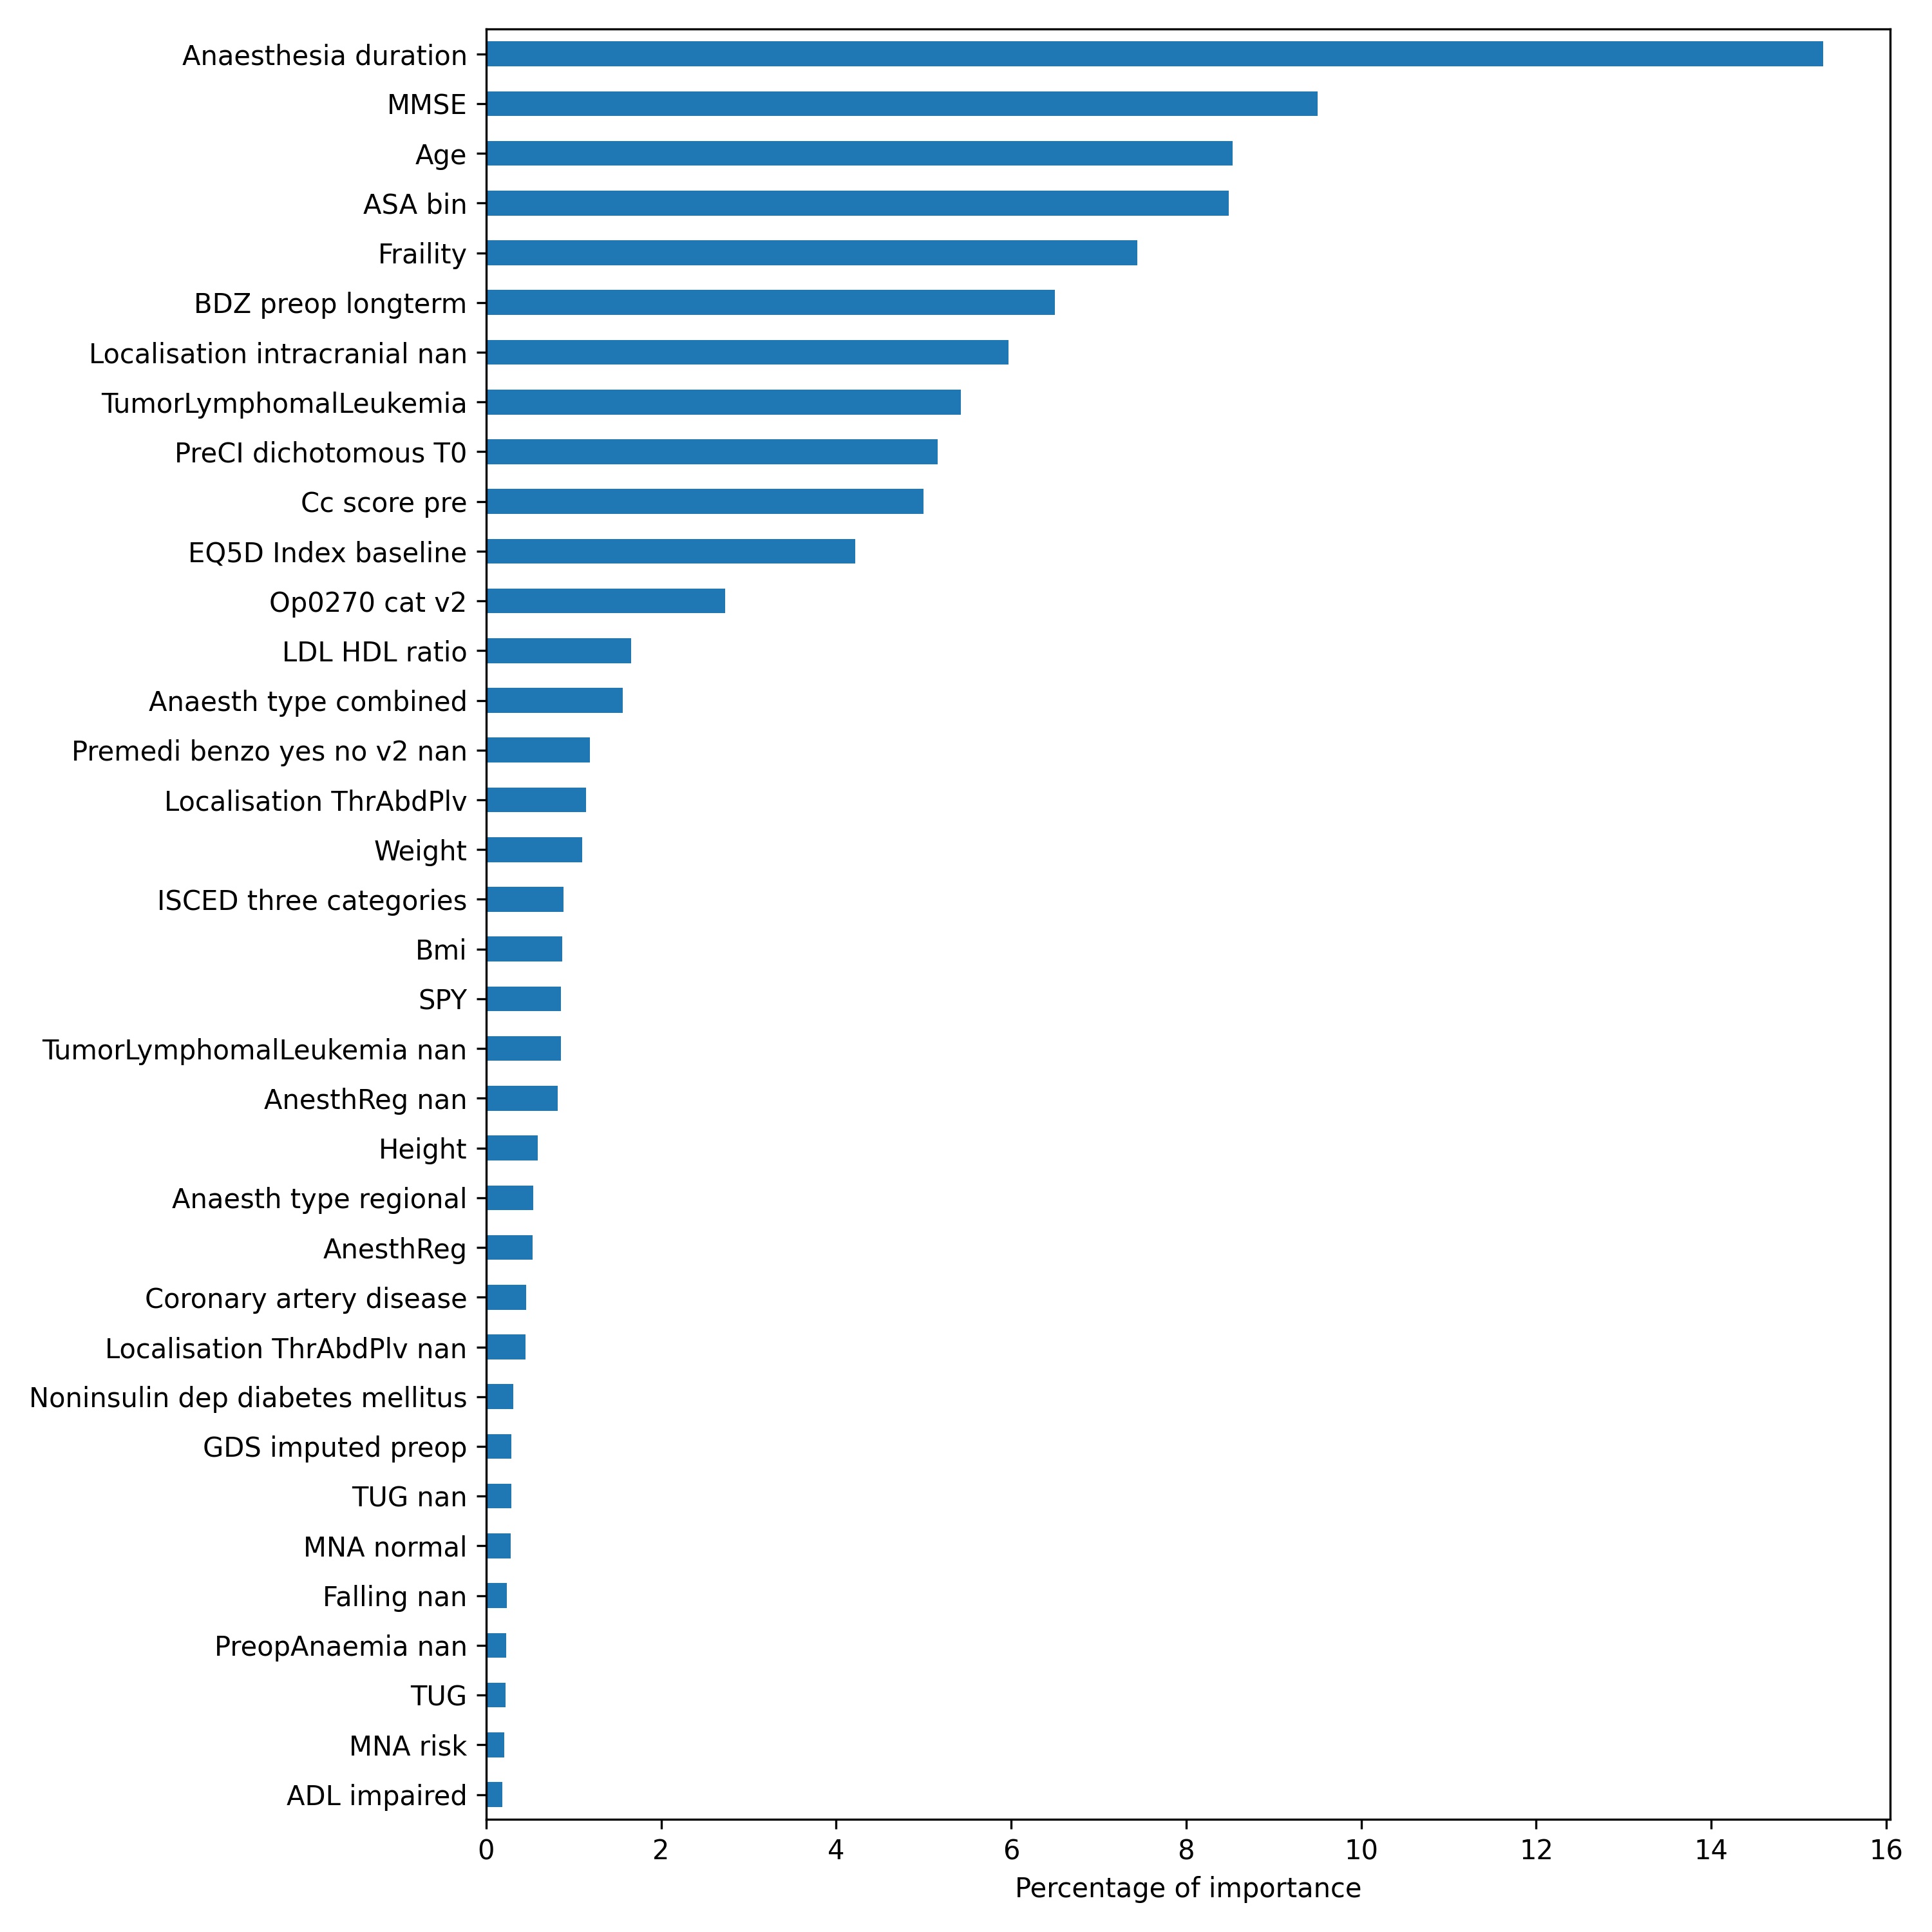 Anaesthesia duration
MMSE
Age
ASA bin
Fraility
BDZ preop longterm
Localisation intracranial nan
TumorLymphomalLeukemia
PreCI dichotomous T0
Cc score pre
EQ5D Index baseline
Op0270 cat v2
LDL HDL ratio
Anaesth type combined
Premedi benzo yes no v2 nan
Localisation ThrAbdPlv
Weight
ISCED three categories
Bmi
SPY
TumorLymphomalLeukemia nan
AnesthReg nan
Height
Anaesth type regional
AnesthReg
Coronary artery disease
Localisation ThrAbdPlv nan
Noninsulin dep diabetes mellitus
GDS imputed preop
TUG nan
MNA normal
Falling nan
PreopAnaemia nan
TUG
MNA risk
ADL impaired
0 2 4 6 8 10 12 14 16
Percentage of importance